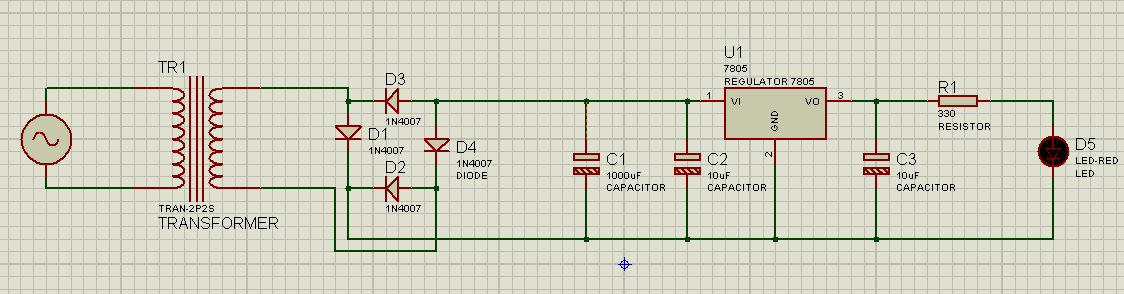 TR1
TRAN-2P2S
TRANSFORMER
D3
1N4007
D1
1N4007
D2
1N4007
D4
1N4007
DIODE
C1
1000uF
CAPACITOR
C2
10uF
CAPACITOR
U1
7805
REGULATOR 7805
1
VI
VO
3
GND
2
C3
10uF
CAPACITOR
R1
330
RESISTOR
D5
LED-RED
LED